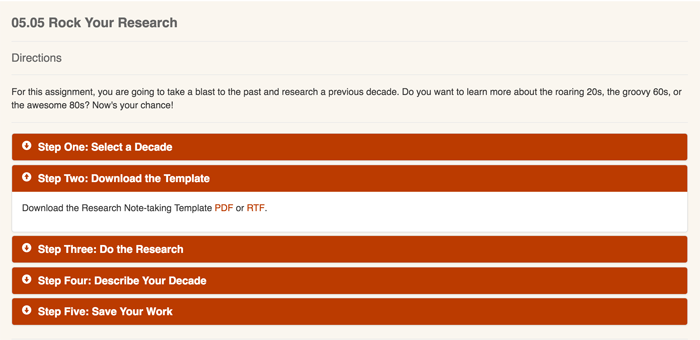 05.05 Rock Your Research
Directions
For this assignment, you are going to take a blast to the past and research a previous decade. Do you want to learn more about the roaring 20s, the groovy 60s, or
the awesome 80s? Now's your chance!
Step One: Select a Decade
Step Two: Download the Template
Download the Research Note-taking Template PDF or RTF.
Step Three: Do the Research
Step Four: Describe Your Decade
Step Five: Save Your Work